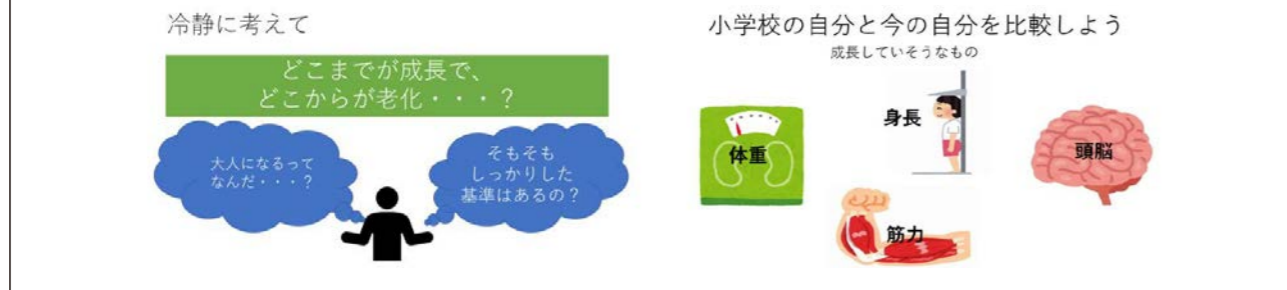 冷静に考えて
どこまでが成長で、
どこからが老化・・・？
大人になるって
なんだ・・・？
そもそも
しっかりした
基準はあるの？
小学校の自分と今の自分を比較しよう
成長していそうなもの
身長
体重
頭脳
筋力